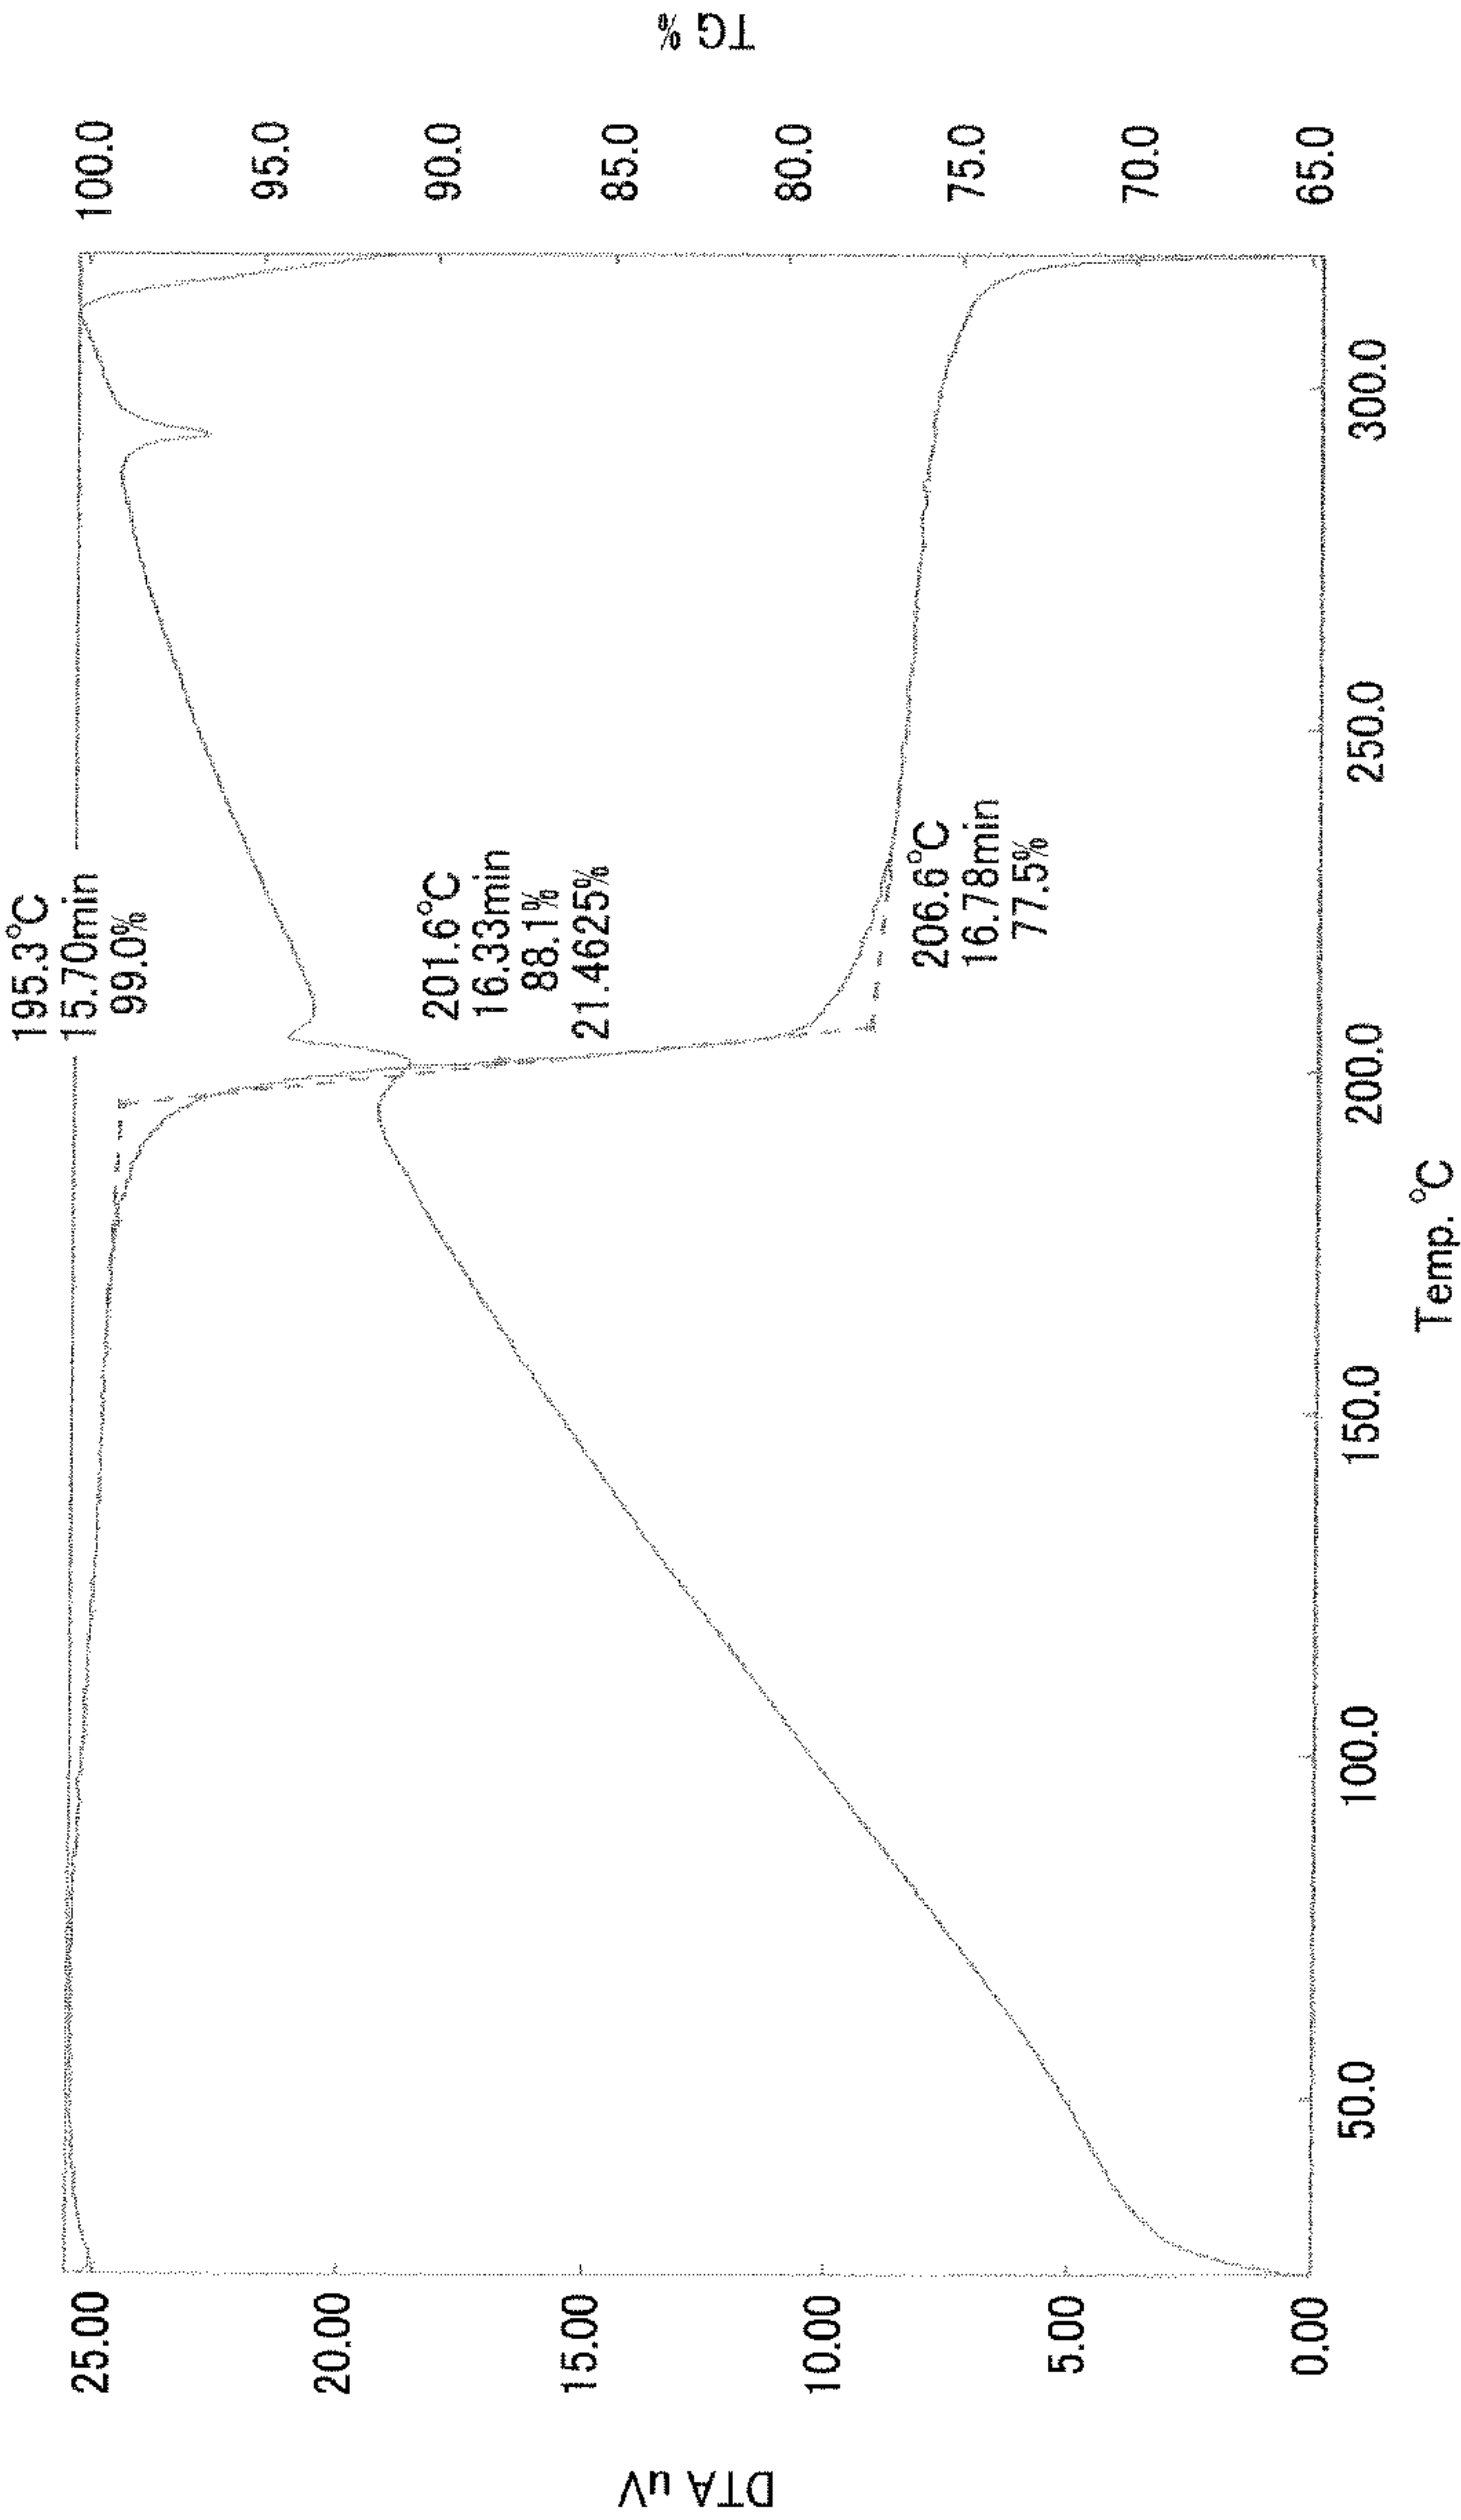 DTA uV
25.00
20.00
15.00
10.00
5.00
0.00
195.3°C
15.70min
99.0%
201.6°C
16.33min
88.1%
21.4625%
206.6°C
16.78min
77.5%
TG %
100.0
95.0
90.0
85.0
80.0
75.0
70.0
65.0
50.0
100.0
150.0
200.0
250.0
300.0
Temp. °C